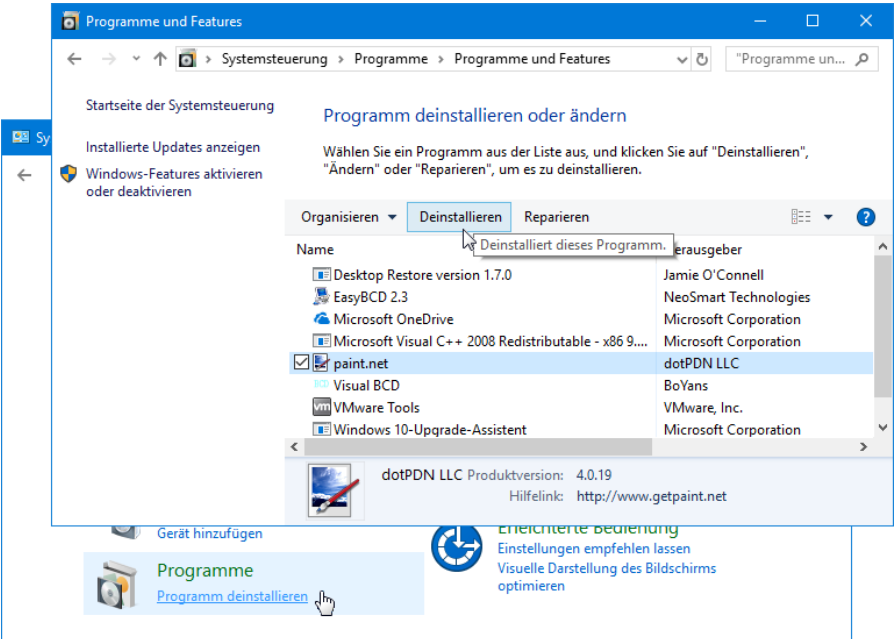 Programme und Features
Systemsteuerung > Programme > Programme und Features
"Programme un...
Sy
Startseite der Systemsteuerung
Installierte Updates anzeigen
Windows-Features aktivieren
oder deaktivieren
Programm deinstallieren oder ändern
Wählen Sie ein Programm aus der Liste aus, und klicken Sie auf "Deinstallieren",
"Ändern" oder "Reparieren", um es zu deinstallieren.
Organisieren Deinstallieren Reparieren ?
Deinstalliert dieses Programm.
Name erausgeber
Desktop Restore version 1.7.0 Jamie O'Connell
EasyBCD 2.3 NeoSmart Technologies
Microsoft OneDrive Microsoft Corporation
Microsoft Visual C++ 2008 Redistributable - x86 9.... Microsoft Corporation
paint.net dotPDN LLC
Visual BCD BoYans
vm VMware Tools VMware, Inc.
Windows 10-Upgrade-Assistent Microsoft Corporation
dotPDN LLC Produktversion: 4.0.19
Hilfelink: http://www.getpaint.net
Gerät hinzufügen
Programme
Programm deinstallieren
Erleichterte Bedienung
Einstellungen empfehlen lassen
Visuelle Darstellung des Bildschirms
optimieren